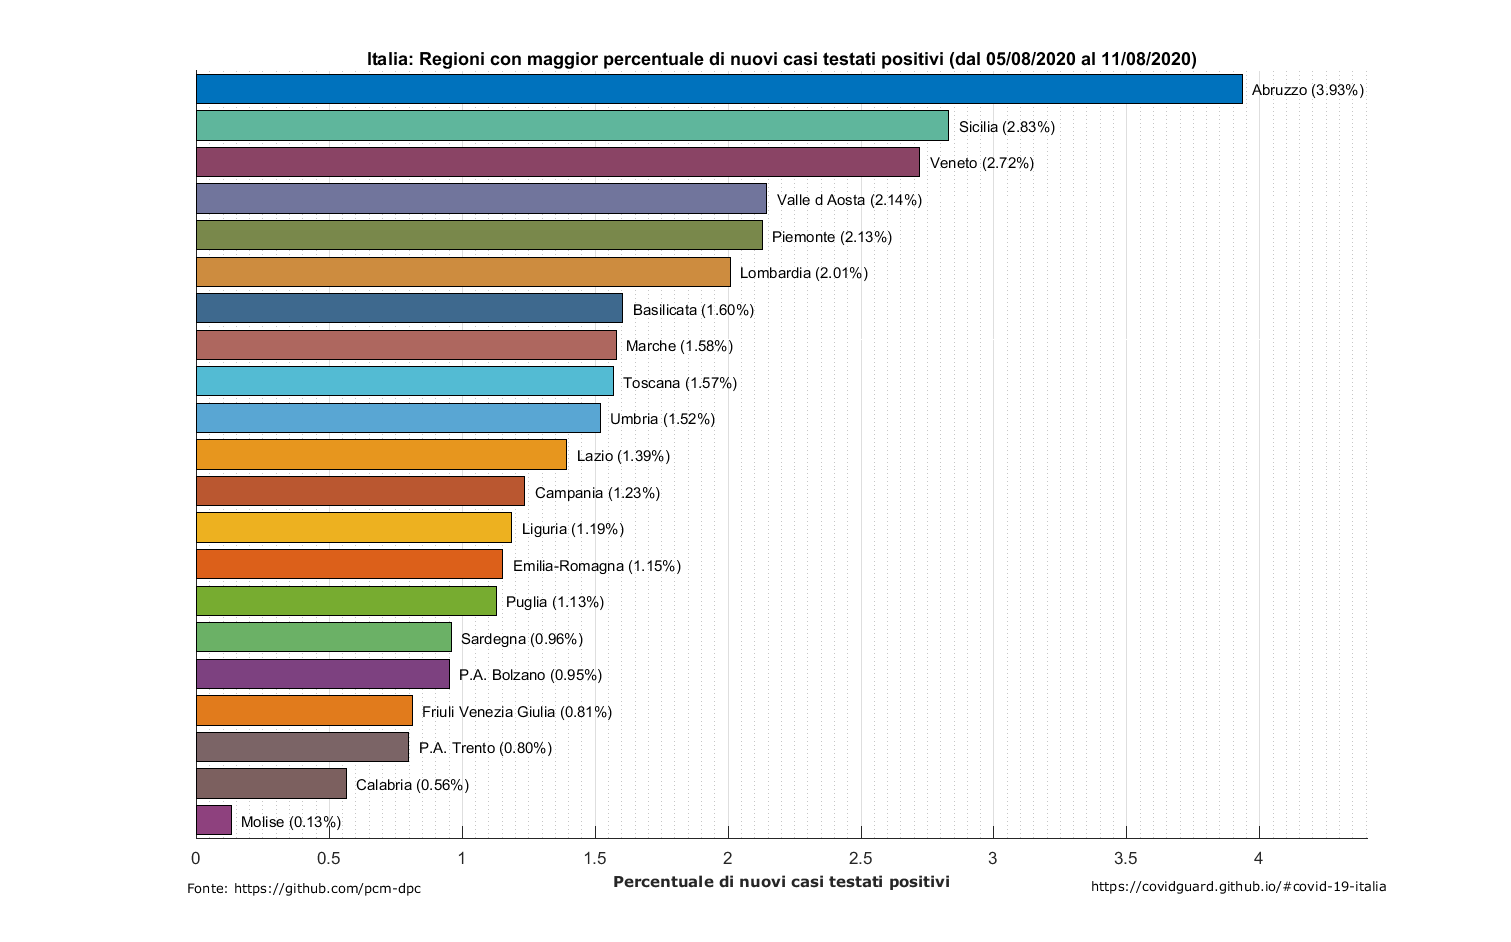 Italia: Regioni con maggior percentuale di nuovi casi testati positivi (dal 05/08/2020 al 11/08/2020)
Abruzzo (3.93%)
Sicilia (2.83%)
Veneto (2.72%)
Valle d Aosta (2.14%)
Piemonte (2.13%)
Lombardia (2.01%)
Basilicata (1.60%)
Marche (1.58%)
Toscana (1.57%)
Umbria (1.52%)
Lazio (1.39%)
Campania (1.23%)
Liguria (1.19%)
Emilia-Romagna (1.15%)
Puglia (1.13%)
Sardegna (0.96%)
P.A. Bolzano (0.95%)
Friuli Venezia Giulia (0.81%)
P.A. Trento (0.80%)
Calabria (0.56%)
Molise (0.13%)
0 0.5 1 1.5 2 2.5 3 3.5 4
Percentuale di nuovi casi testati positivi
Fonte: https://github.com/pcm-dpc
https://covidguard.github.io/#covid-19-italia